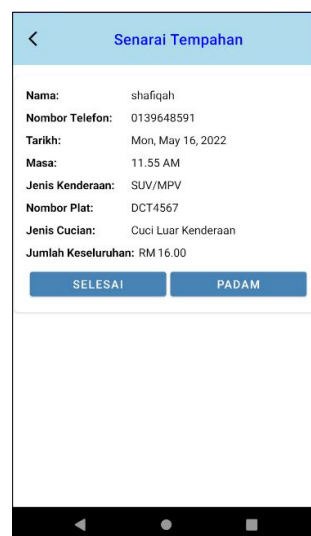 Senarai Tempahan
Nama: shafiqah
Nombor Telefon: 0139648591
Tarikh: Mon, May 16, 2022
Masa: 11.55 AM
Jenis Kenderaan: SUV/MPV
Nombor Plat: DCT4567
Jenis Cucian: Cuci Luar Kenderaan
Jumlah Keseluruhan: RM 16.00
SELESAI PADAM